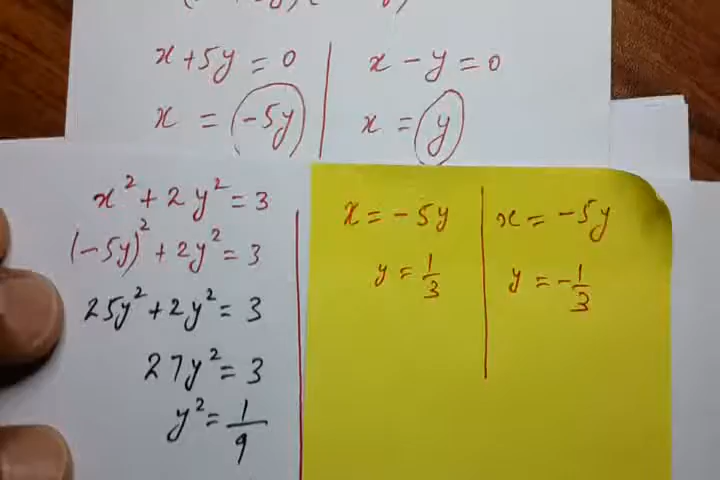 x + 5y = 0
x = -5y
x - y = 0
x = y
x² + 2y² = 3
(-5y)² + 2y² = 3
25y² + 2y² = 3
27y² = 3
y² = 1/9
x = -5y
y = 1/3
x = -5y
y = -1/3